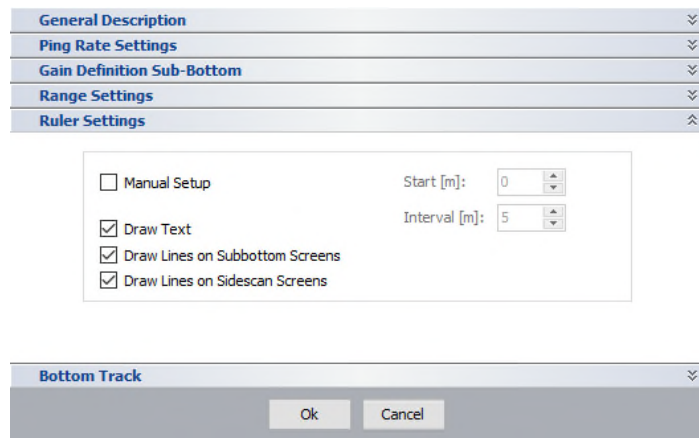 General Description
Ping Rate Settings
Gain Definition Sub-Bottom
Range Settings
Ruler Settings
Manual Setup
Start [m]: 0
Interval [m]: 5
Draw Text
Draw Lines on Subbottom Screens
Draw Lines on Sidescan Screens
Bottom Track
Ok Cancel